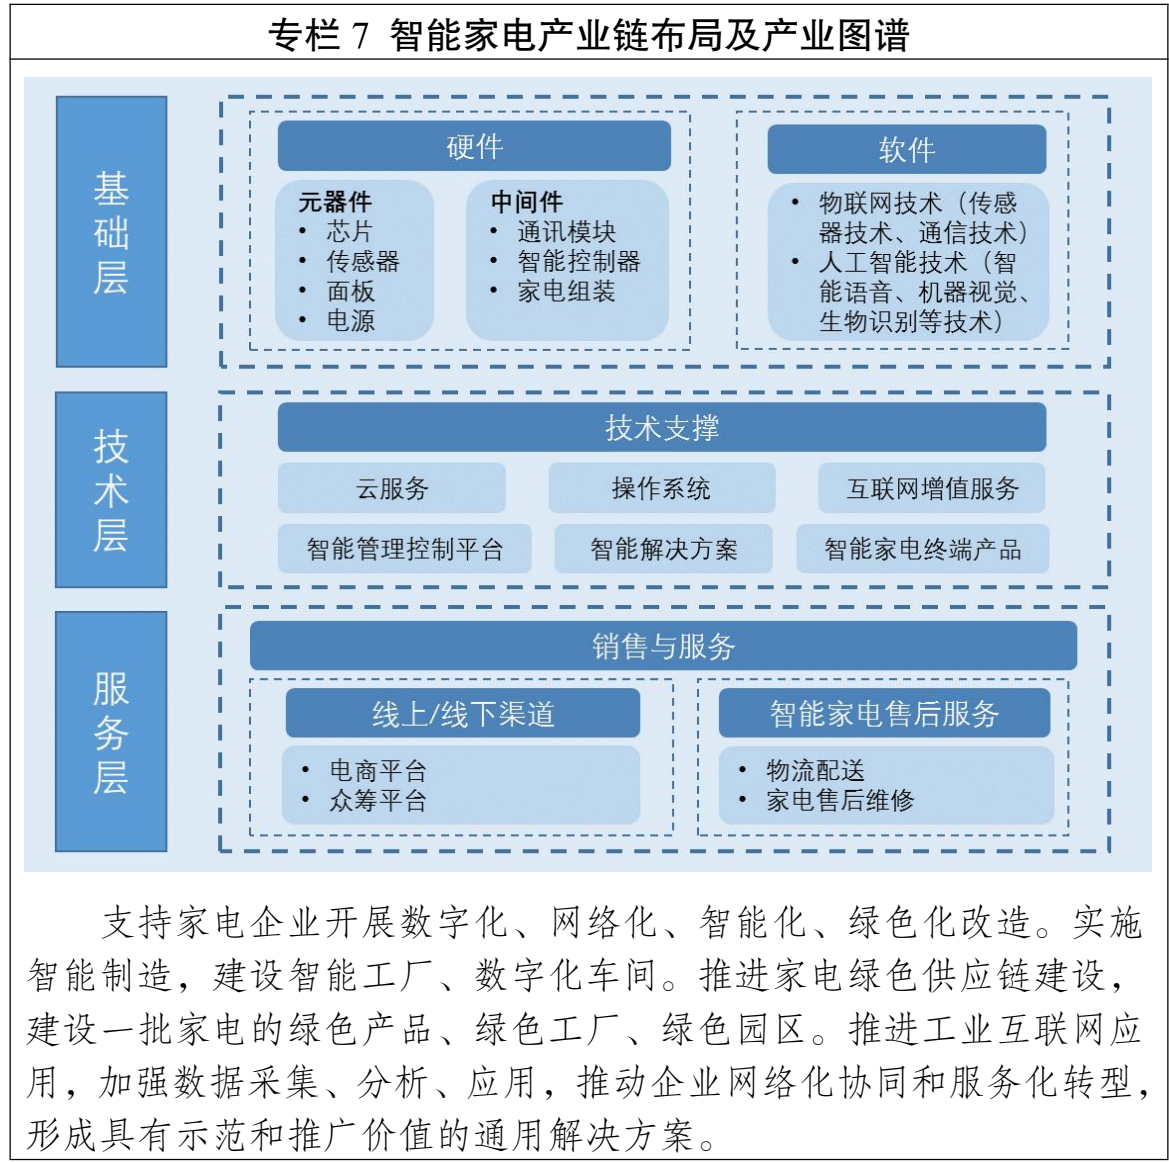 专栏 7 智能家电产业链布局及产业图谱
基础层
硬件
元器件
• 芯片
• 传感器
• 面板
• 电源
中间件
• 通讯模块
• 智能控制器
• 家电组装
软件
• 物联网技术（传感
器技术、通信技术）
• 人工智能技术（智
能语音、机器视觉、
生物识别等技术）
技术层
技术支撑
云服务
操作系统
互联网增值服务
智能管理控制平台
智能解决方案
智能家电终端产品
服务层
销售与服务
线上/线下渠道
• 电商平台
• 众筹平台
智能家电售后服务
• 物流配送
• 家电售后维修
支持家电企业开展数字化、网络化、智能化、绿色化改造。实施
智能制造，建设智能工厂、数字化车间。推进家电绿色供应链建设，
建设一批家电的绿色产品、绿色工厂、绿色园区。推进工业互联网应
用，加强数据采集、分析、应用，推动企业网络化协同和服务化转型，
形成具有示范和推广价值的通用解决方案。